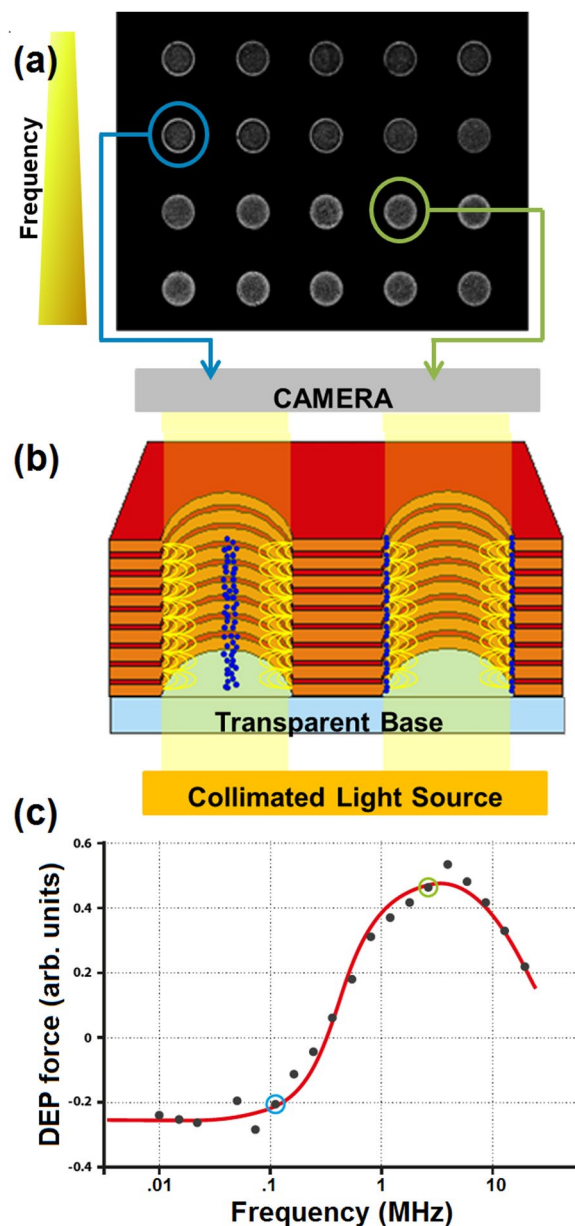 (a)
Frequency
CAMERA
(b)
Transparent Base
Collimated Light Source
(c)
DEP force (arb. units)
0.6
0.4
0.2
0
-0.2
-0.4
.01
.1
1
10
Frequency (MHz)